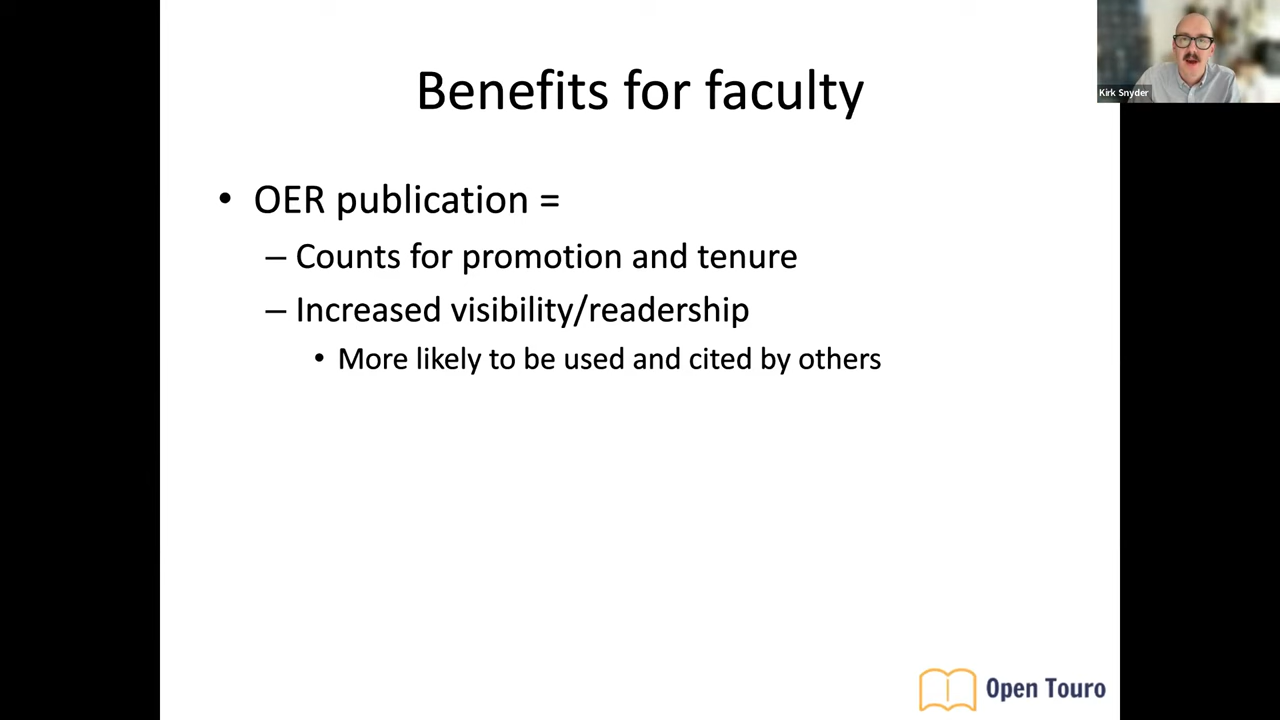 Benefits for faculty
Kirk Snyder
• OER publication =
– Counts for promotion and tenure
– Increased visibility/readership
• More likely to be used and cited by others
Open Touro